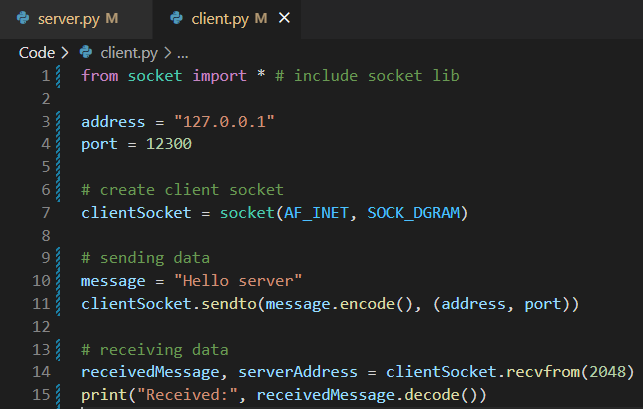 server.py M
client.py M ×
Code > client.py > ...
1 from socket import * # include socket lib
2
3 address = "127.0.0.1"
4 port = 12300
5
6 # create client socket
7 clientSocket = socket(AF_INET, SOCK_DGRAM)
8
9 # sending data
10 message = "Hello server"
11 clientSocket.sendto(message.encode(), (address, port))
12
13 # receiving data
14 receivedMessage, serverAddress = clientSocket.recvfrom(2048)
15 print("Received:", receivedMessage.decode())